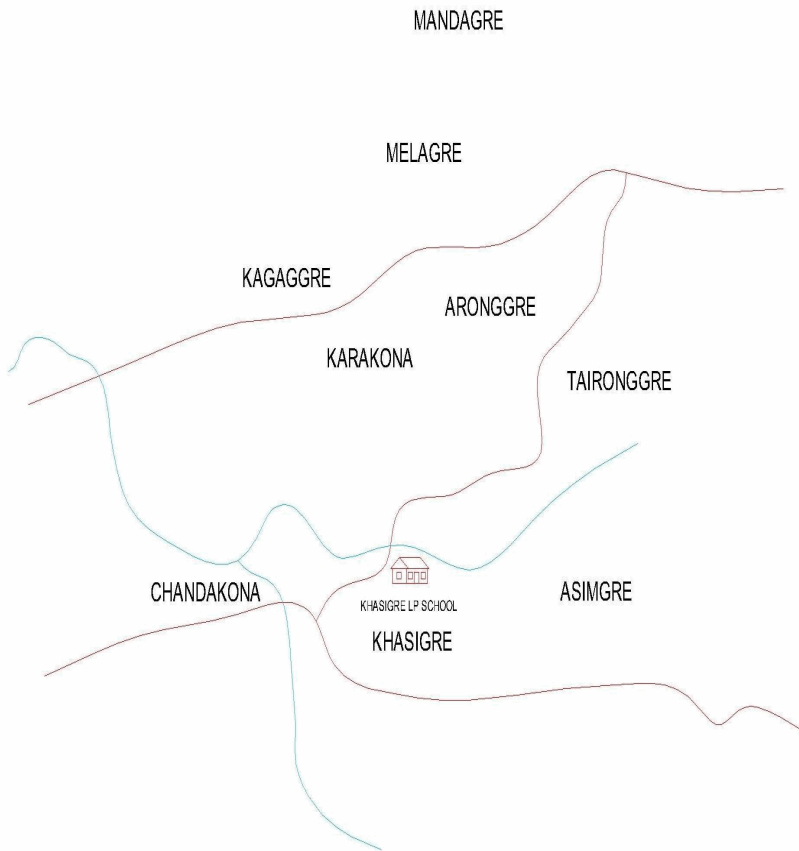 MANDAGRE
MELAGRE
KAGAGGRE
ARONGGRE
KARAKONA
TAIRONGGRE
CHANDAKONA
ASIMGRE
KHASIGRE LP SCHOOL
KHASIGRE